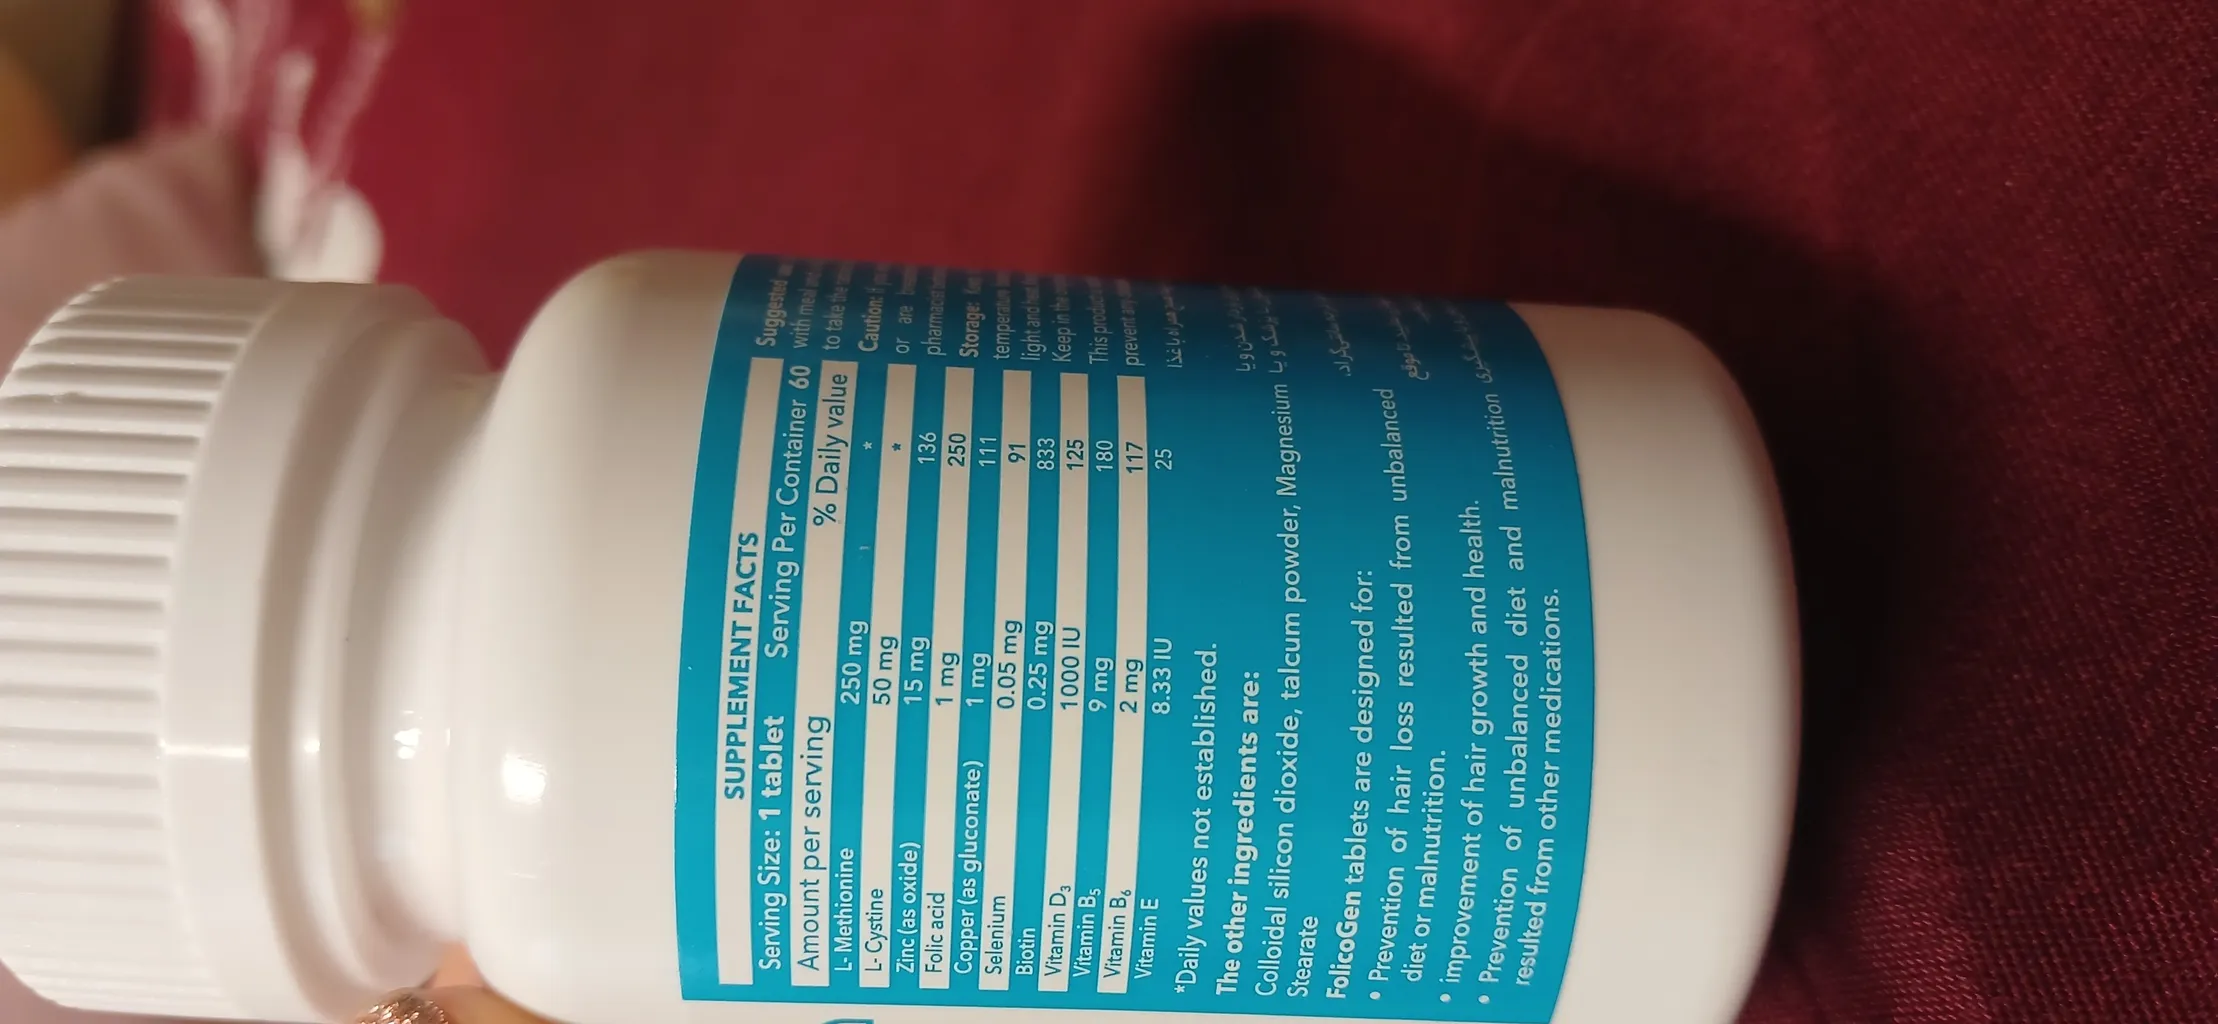 SUPPLEMENT FACTS
Serving Size: 1 tablet Serving Per Container 60
Amount per serving % Daily value
L- Methionine 250 mg *
L- Cystine 50 mg *
Zinc (as oxide) 15 mg 136
Folic acid 1 mg 250
Copper (as gluconate) 1 mg 111
Selenium 0.05 mg 91
Biotin 0.25 mg 833
Vitamin D3 1000 IU 125
Vitamin B5 9 mg 180
Vitamin B6 2 mg 117
Vitamin E 8.33 IU 25
*Daily values not established.
The other ingredients are:
Colloidal silicon dioxide, talcum powder, Magnesium
Stearate
FolicoGen tablets are designed for:
• Prevention of hair loss resulted from unbalanced
diet or malnutrition.
• improvement of hair growth and health.
• Prevention of unbalanced diet and malnutrition
resulted from other medications.
Suggested
with meal
to take the
Caution: if
or are
pharmacist
Storage:
temperature
light and
Keep in the
This product
prevent any